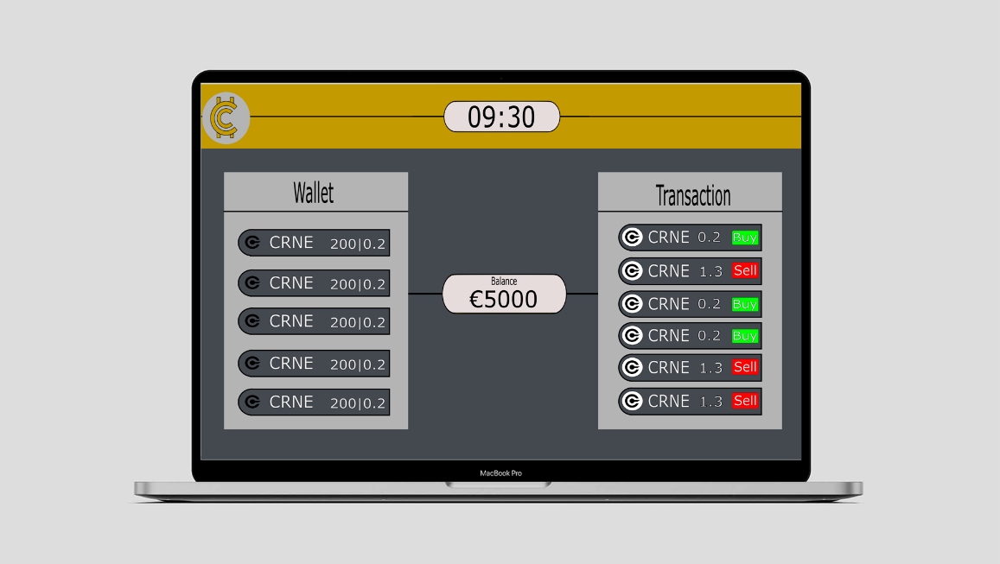 09:30
Wallet
CRNE 200|0.2
CRNE 200|0.2
CRNE 200|0.2
CRNE 200|0.2
CRNE 200|0.2
Balance
€5000
Transaction
CRNE 0.2 Buy
CRNE 1.3 Sell
CRNE 0.2 Buy
CRNE 0.2 Buy
CRNE 1.3 Sell
CRNE 1.3 Sell
MacBook Pro